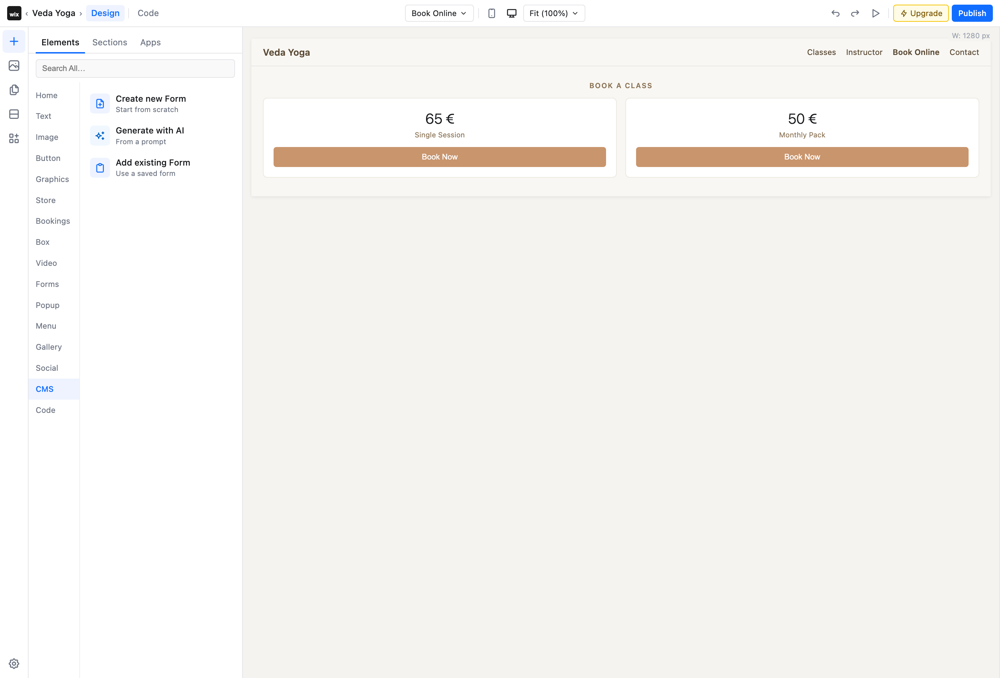 WiX ‹ Veda Yoga › Design Code Book Online Fit (100%) Upgrade Publish
Elements Sections Apps
Search All...
Home
Text
Image
Button
Graphics
Store
Bookings
Box
Video
Forms
Popup
Menu
Gallery
Social
CMS
Code
Create new Form
Start from scratch
Generate with AI
From a prompt
Add existing Form
Use a saved form
W: 1280 px
Veda Yoga Classes Instructor Book Online Contact
BOOK A CLASS
65 €
Single Session
Book Now
50 €
Monthly Pack
Book Now